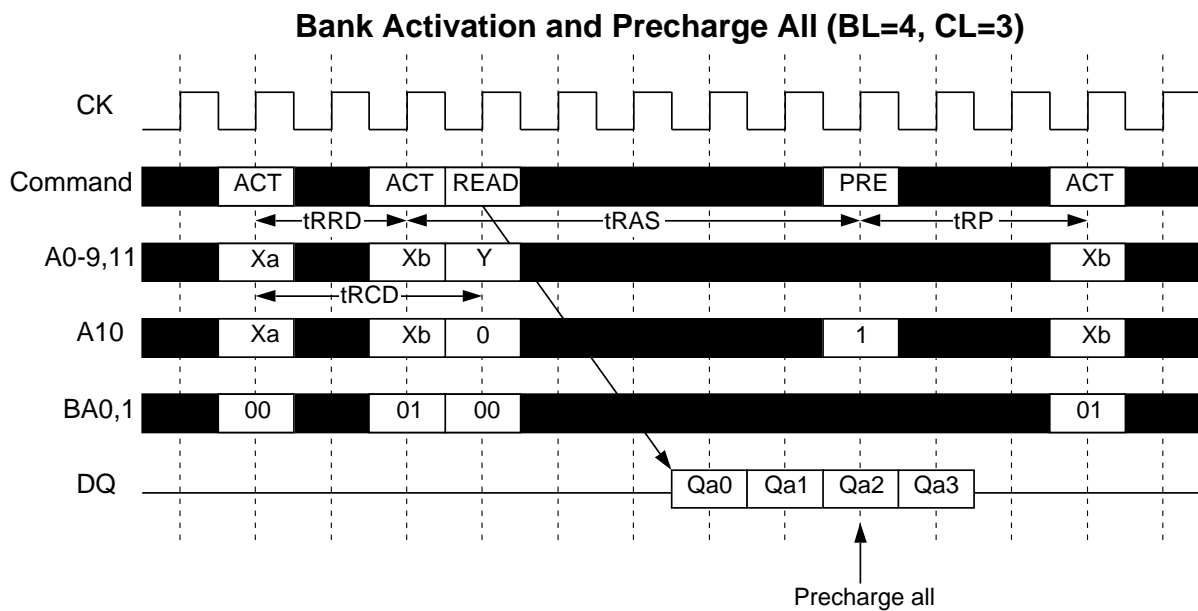 Bank Activation and Precharge All (BL=4, CL=3)
CK
Command ACT ACT READ PRE ACT
tRRD tRAS tRP
A0-9,11 Xa Xb Y Xb
tRCD
A10 Xa Xb 0 1 Xb
BA0,1 00 01 00 01
DQ Qa0 Qa1 Qa2 Qa3
Precharge all